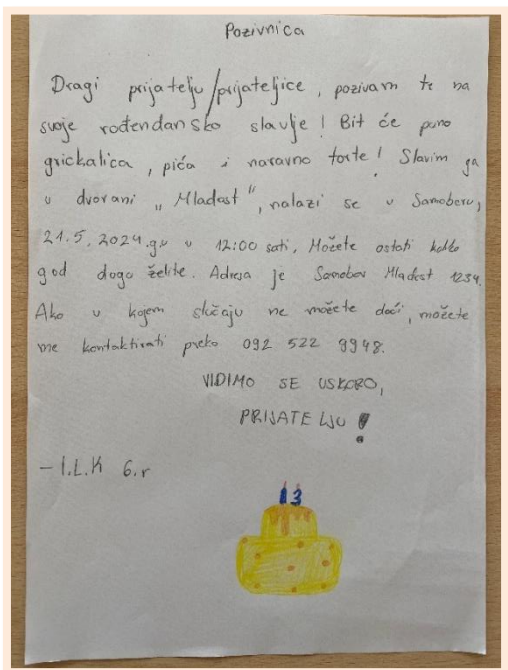 Pozivnica
Dragi prijatelju/prijateljice, pozivam te na
svoje rođendansko slavlje! Bit će puno
grickalica, pića i naravno torte! Slavim ga
u dvorani „Mladost", nalazi se u Samoboru,
21.5.2024.g. u 12:00 sati. Možete ostati koliko
god dugo želite. Adresa je Samobor Mladost 1234.
Ako u kojem slučaju ne možete doći, možete
me kontaktirati preko 092 522 9948.
VIDIMO SE USKORO,
PRIJATELJU!
- I.L.K 6.r
13